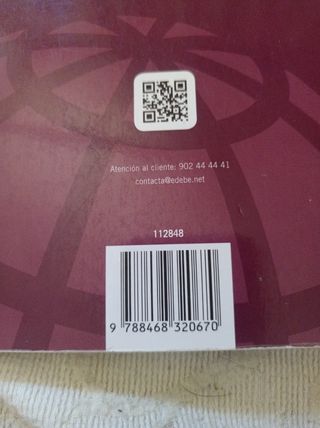 Atención al cliente: 902 44 44 41
contacta@edebe.net
112848
9 788468 320670